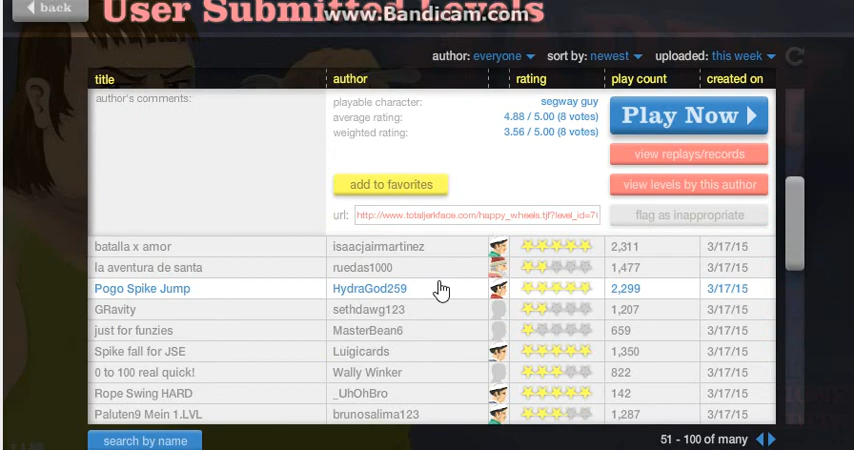 back
User Submitted Levels
www.Bandicam.com
author: everyone sort by: newest uploaded: this week
title author rating play count created on
author's comments:
playable character: segway guy
average rating: 4.88 / 5.00 (8 votes)
weighted rating: 3.56 / 5.00 (8 votes)
Play Now
view replays/records
add to favorites
view levels by this author
url: http://www.totaljerkface.com/happy_wheels.tjf?level_id=7
flag as inappropriate
batalla x amor isaacjairmartinez 2,311 3/17/15
la aventura de santa ruedas1000 1,477 3/17/15
Pogo Spike Jump HydraGod259 2,299 3/17/15
GRavity sethdawg123 1,207 3/17/15
just for funzies MasterBean6 659 3/17/15
Spike fall for JSE Luigicards 1,350 3/17/15
0 to 100 real quick! Wally Winker 822 3/17/15
Rope Swing HARD _UhOhBro 142 3/17/15
Paluten9 Mein 1.LVL brunosalima123 1,287 3/17/15
search by name
51 - 100 of many